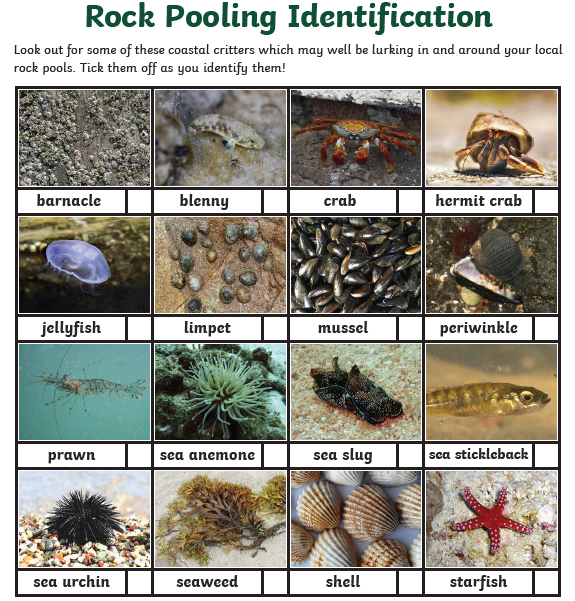 Rock Pooling Identification
Look out for some of these coastal critters which may well be lurking in and around your local
rock pools. Tick them off as you identify them!
barnacle
blenny
crab
hermit crab
jellyfish
limpet
mussel
periwinkle
prawn
sea anemone
sea slug
sea stickleback
sea urchin
seaweed
shell
starfish